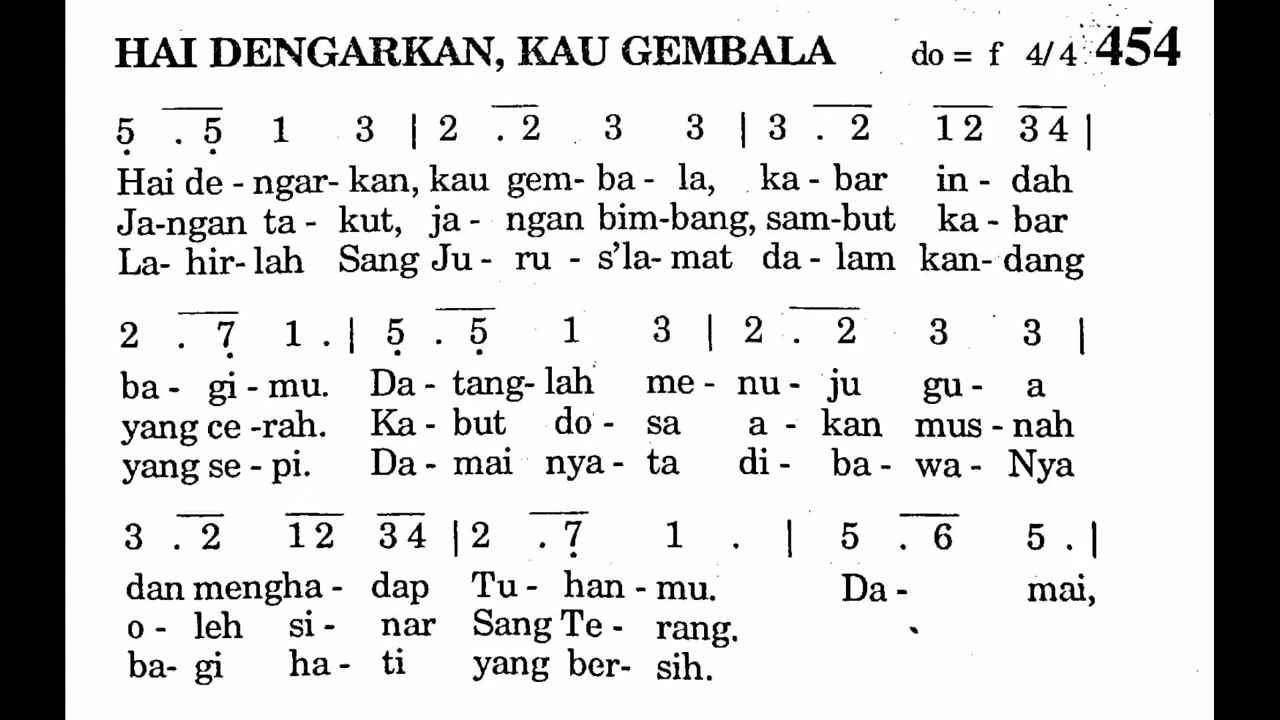 HAI DENGARKAN, KAU GEMBALA do = f 4/4 454
5̣ . 5̣ 1 3 | 2 . 2 3 3 | 3 . 2 1 2 3 4 |
Hai de - ngar- kan, kau gem- ba - la, ka - bar in - dah
Ja-ngan ta - kut, ja - ngan bim-bang, sam-but ka - bar
La- hir- lah Sang Ju - ru - s'la- mat da - lam kan- dang
2 . 7̣ 1 . | 5̣ . 5̣ 1 3 | 2 . 2 3 3 |
ba - gi - mu. Da - tang- lah me - nu - ju gu - a
yang ce -rah. Ka - but do - sa a - kan mus - nah
yang se - pi. Da - mai nya - ta di - ba - wa - Nya
3 . 2 1 2 3 4 | 2 . 7̣ 1 . | 5 . 6 5 . |
dan mengha - dap Tu - han - mu. Da - mai,
o - leh si - nar Sang Te - rang.
ba- gi ha - ti yang ber- sih.